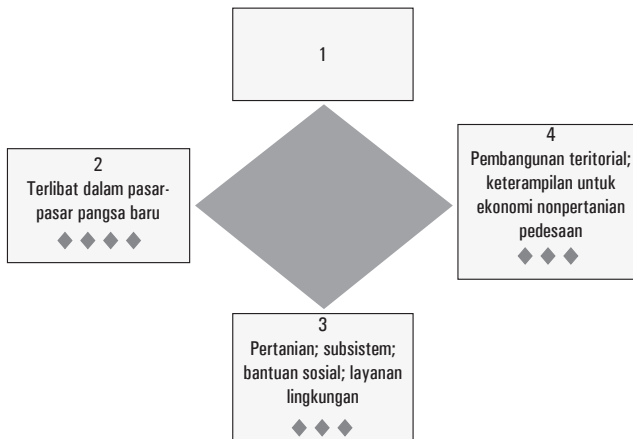 1
2
Terlibat dalam pasar-
pasar pangsa baru
4
Pembangunan teritorial;
keterampilan untuk
ekonomi nonpertanian
pedesaan
3
Pertanian; subsistem;
bantuan sosial; layanan
lingkungan